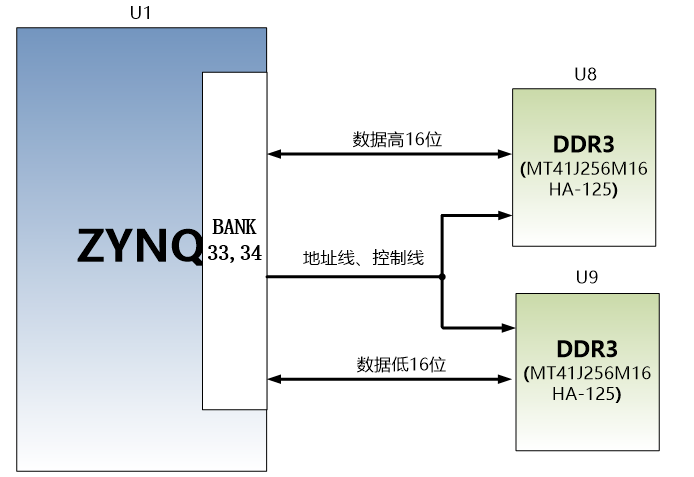 U1
U8
数据高16位
DDR3
(MT41J256M16
HA-125)
ZYNQ
BANK
33,34
地址线、控制线
U9
数据低16位
DDR3
(MT41J256M16
HA-125)